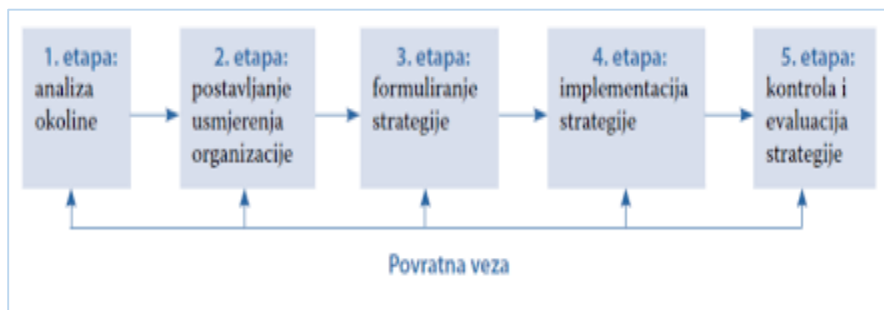 1. etapa:
analiza
okoline
2. etapa:
postavljanje
usmjerenja
organizacije
3. etapa:
formuliranje
strategije
4. etapa:
implementacija
strategije
5. etapa:
kontrola i
evaluacija
strategije
Povratna veza